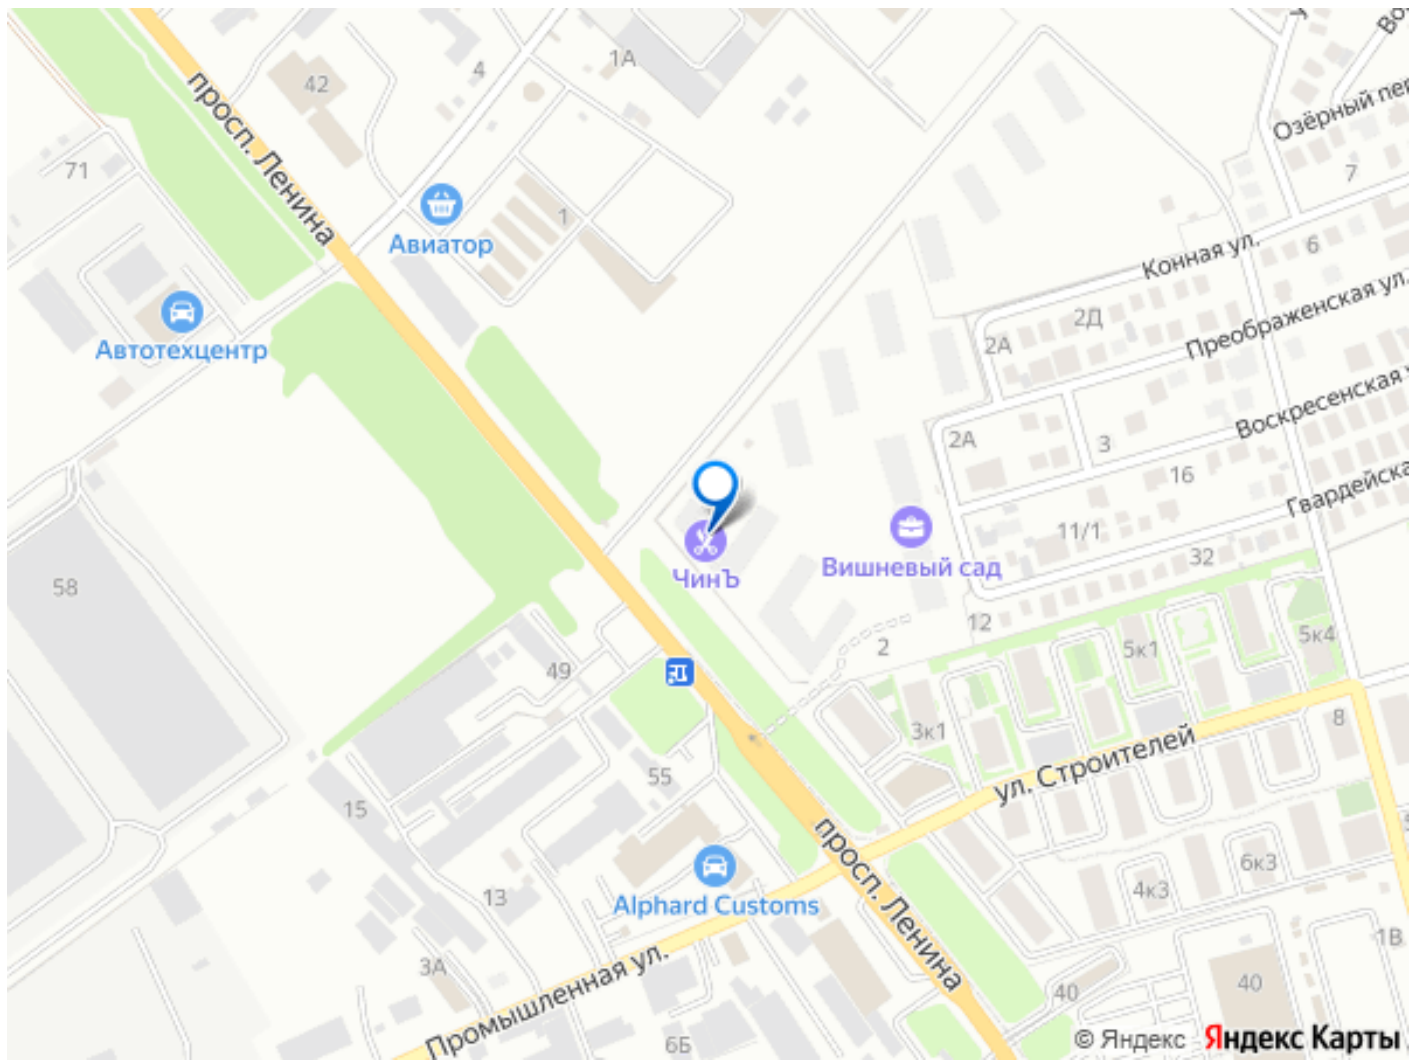 1А
4
42
просп. Ленина
Озёрный пер
71
7
Авиатор
1
Конная ул.
6
Преображенская ул.
2Д
2А
Автотехцентр
Воскресенская
2А
3
16
Гвардейска
11/1
ЧинЪ
Вишневый сад
32
58
12
2
5к1
5к4
49
3к1
8
55
ул. Строителей
15
просп. Ленина
6к3
4к3
13
Alphard Customs
1В
3А
Промышленная ул.
40
40
6Б
© Яндекс Яндекс Карты